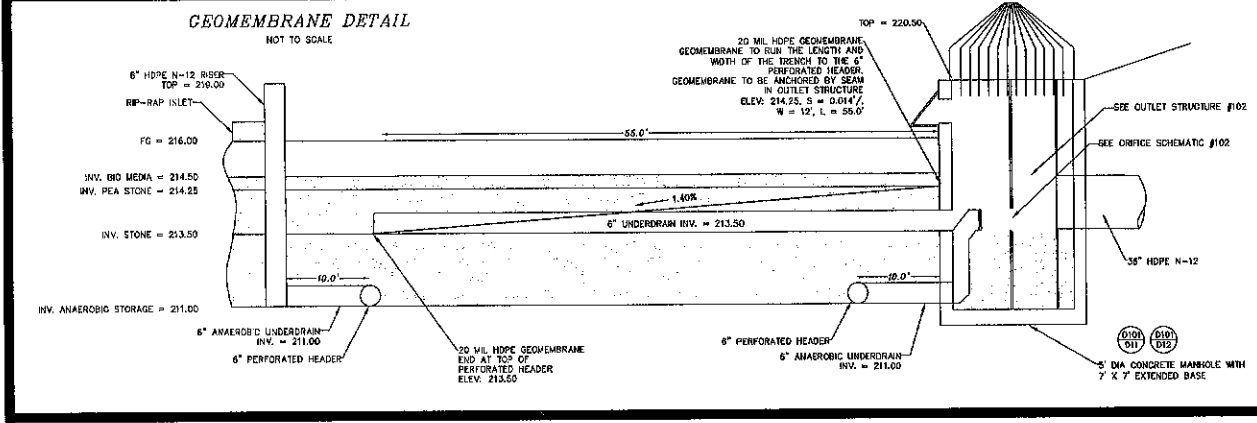 GEOMEMBRANE DETAIL
NOT TO SCALE
6" HDPE N-12 RISER
TOP = 219.00
RIP-RAP INLET
FG = 216.00
INV. BIO MEDIA = 214.50
INV. PEA STONE = 214.25
INV. STONE = 213.50
INV. ANAEROBIC STORAGE = 211.00
55.0'
1.40%
6" UNDERDRAIN INV. = 213.50
10.0'
10.0'
6" ANAEROBIC UNDERDRAIN
INV. = 211.00
6" PERFORATED HEADER
20 MIL HDPE GEOMEMBRANE
END AT TOP OF
PERFORATED HEADER
ELEV: 213.50
6" PERFORATED HEADER
6" ANAEROBIC UNDERDRAIN
INV. = 211.00
TOP = 220.50
20 MIL HDPE GEOMEMBRANE
GEOMEMBRANE TO RUN THE LENGTH AND
WIDTH OF THE TRENCH TO THE 6"
PERFORATED HEADER.
GEOMEMBRANE TO BE ANCHORED BY SEAM
IN OUTLET STRUCTURE
ELEV: 214.25, S = 0.014'/,
W = 12', L = 55.0'
SEE OUTLET STRUCTURE #102
SEE ORIFICE SCHEMATIC #102
HDPE N-12
D101
D11
D101
D12
5' DIA CONCRETE MANHOLE WITH
7' X 7' EXTENDED BASE